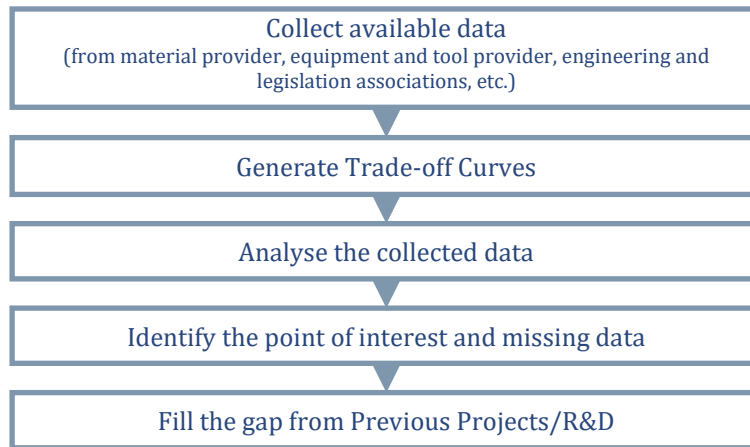 Collect available data
(from material provider, equipment and tool provider, engineering and
legislation associations, etc.)
Generate Trade-off Curves
Analyse the collected data
Identify the point of interest and missing data
Fill the gap from Previous Projects/R&D